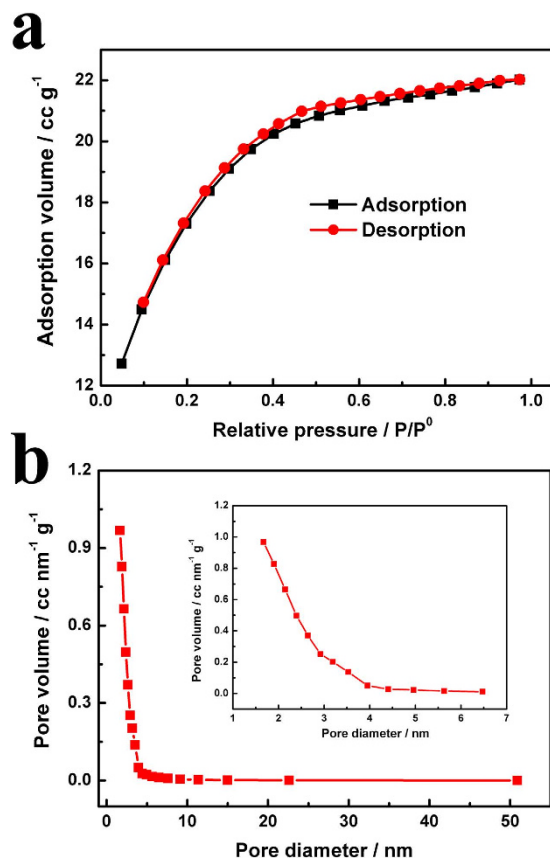 a
22
20
18
16
14
12
Adsorption volume / cc g⁻¹
Adsorption
Desorption
0.0 0.2 0.4 0.6 0.8 1.0
Relative pressure / P/P⁰
b
1.2
0.9
0.6
0.3
0.0
Pore volume / cc nm⁻¹ g⁻¹
1.2
1.0
0.8
0.6
0.4
0.2
0.0
Pore volume / cc nm⁻¹ g⁻¹
1 2 3 4 5 6 7
Pore diameter / nm
0 10 20 30 40 50
Pore diameter / nm